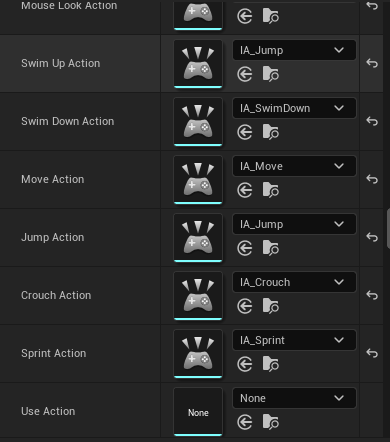 Mouse Look Action
Swim Up Action
IA_Jump
Swim Down Action
IA_SwimDown
Move Action
IA_Move
Jump Action
IA_Jump
Crouch Action
IA_Crouch
Sprint Action
IA_Sprint
Use Action
None
None